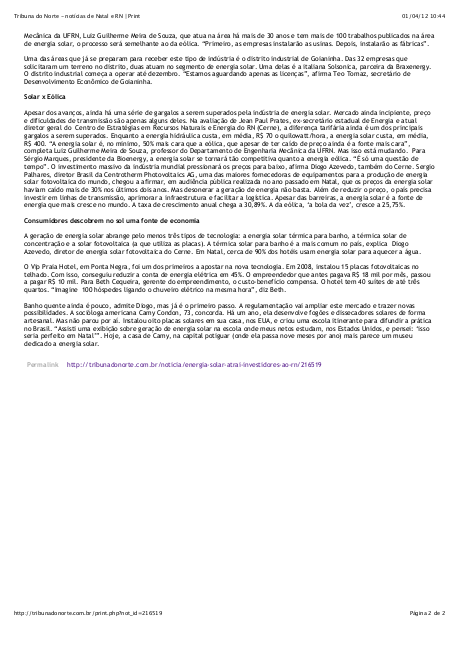 Tribuna do Norte - notícias de Natal e RN | Print
01/04/12 10:44
Mecânica da UFRN, Luiz Guilherme Meira de Souza, que atua na área há mais de 30 anos e tem mais de 100 trabalhos publicados na área
de energia solar, o processo será semelhante ao da eólica. “Primeiro, as empresas instalarão as usinas. Depois, instalarão as fábricas”.
Uma das áreas que já se preparam para receber este tipo de indústria é o distrito industrial de Goianinha. Das 32 empresas que
solicitaram um terreno no distrito, duas atuam no segmento de energia solar. Uma delas é a italiana Solsonica, parceira da Braxenergy.
O distrito industrial começa a operar até dezembro. “Estamos aguardando apenas as licenças”, afirma Teo Tomaz, secretário de
Desenvolvimento Econômico de Goianinha.
Solar x Eólica
Apesar dos avanços, ainda há uma série de gargalos a serem superados pela indústria de energia solar. Mercado ainda incipiente, preço
e dificuldades de transmissão são apenas alguns deles. Na avaliação de Jean Paul Prates, ex-secretário estadual de Energia e atual
diretor geral do Centro de Estratégias em Recursos Naturais e Energia do RN (Cerne), a diferença tarifária ainda é um dos principais
gargalos a serem superados. Enquanto a energia hidráulica custa, em média, R$ 70 o quilowatt/hora, a energia solar custa, em média,
R$ 400. “A energia solar é, no mínimo, 50% mais cara que a eólica, que apesar de ter caído de preço ainda é a fonte mais cara”,
completa Luiz Guilherme Meira de Souza, professor do Departamento de Engenharia Mecânica da UFRN. Mas isso está mudando. Para
Sérgio Marques, presidente da Bioenergy, a energia solar se tornará tão competitiva quanto a energia eólica. “É só uma questão de
tempo”. O investimento massivo da indústria mundial pressionará os preços para baixo, afirma Diogo Azevedo, também do Cerne. Sergio
Palhares, diretor Brasil da Centrotherm Photovoltaics AG, uma das maiores fornecedoras de equipamentos para a produção de energia
solar fotovoltaica do mundo, chegou a afirmar, em audiência pública realizada no ano passado em Natal, que os preços da energia solar
haviam caído mais de 30% nos últimos dois anos. Mas desonerar a geração não basta. Além de reduzir o preço, o país precisa
investir em linhas de transmissão, aprimorar a infraestrutura e facilitar a logística. Apesar das barreiras, a energia solar é a fonte de
energia que mais cresce no mundo. A taxa de crescimento anual chega a 30,89%. A da eólica, ‘a bola da vez’, cresce a 25,75%.
Consumidores descobrem no sol uma fonte de economia
A geração de energia solar abrange pelo menos três tipos de tecnologia: a energia solar térmica para banho, a térmica solar de
concentração e a solar fotovoltaica (a que utiliza as placas). A térmica solar para banho é a mais comum no país, explica Diogo
Azevedo, diretor de energia solar fotovoltaica do Cerne. Em Natal, cerca de 90% dos hotéis usam energia solar para aquecer a água.
O Vip Praia Hotel, em Ponta Negra, foi um dos primeiros a apostar na nova tecnologia. Em 2008, instalou 15 placas fotovoltaicas no
telhado. Com isso, conseguiu reduzir a conta de energia elétrica em 45%. O empreendedor que antes pagava R$ 18 mil por mês, passou
a pagar R$ 10 mil. Para Beth Cequeira, gerente do empreendimento, o custo-benefício compensa. O hotel tem 40 suítes de até três
quartos. “Imagine 100 hóspedes ligando o chuveiro elétrico na mesma hora”, diz Beth.
Banho quente ainda é pouco, admite Diogo, mas já é o primeiro passo. A regulamentação vai ampliar este mercado e trazer novas
possibilidades. A socióloga americana Camy Condon, 73, concorda. Há um ano, ela desenvolve fogões e dissecadores solares de forma
artesanal. Mas não parou por aí. Instalou oito placas solares em sua casa, nos EUA, e criou uma escola itinerante para difundir a prática
no Brasil. “Assisti uma exibição sobre geração de energia solar na escola onde meus netos estudam, nos Estados Unidos, e pensei: ‘isso
seria perfeito em Natal’”. Hoje, a casa de Camy, na capital potiguar (onde ela passa nove meses por ano) mais parece um museu
dedicado a energia solar.
Permalink http://tribunadonorte.com.br/noticia/energia-solar-atrai-investidores-ao-rn/216519
http://tribunadonorte.com.br/print.php?not_id=216519
Página 2 de 2